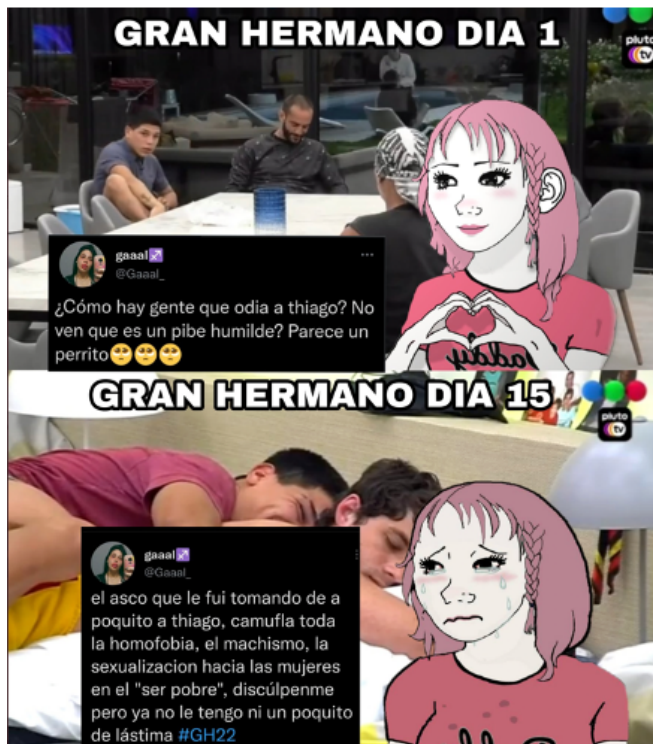 GRAN HERMANO DIA 1
pluto
tv
gaaal
@Gaaal_
¿Cómo hay gente que odia a thiago? No
ven que es un pibe humilde? Parece un
perrito🥺🥺🥺
GRAN HERMANO DIA 15
pluto
tv
gaaal
@Gaaal_
el asco que le fui tomando de a
poquito a thiago, camufla toda
la homofobia, el machismo, la
sexualizacion hacia las mujeres
en el "ser pobre", discúlpenme
pero ya no le tengo ni un poquito
de lástima #GH22